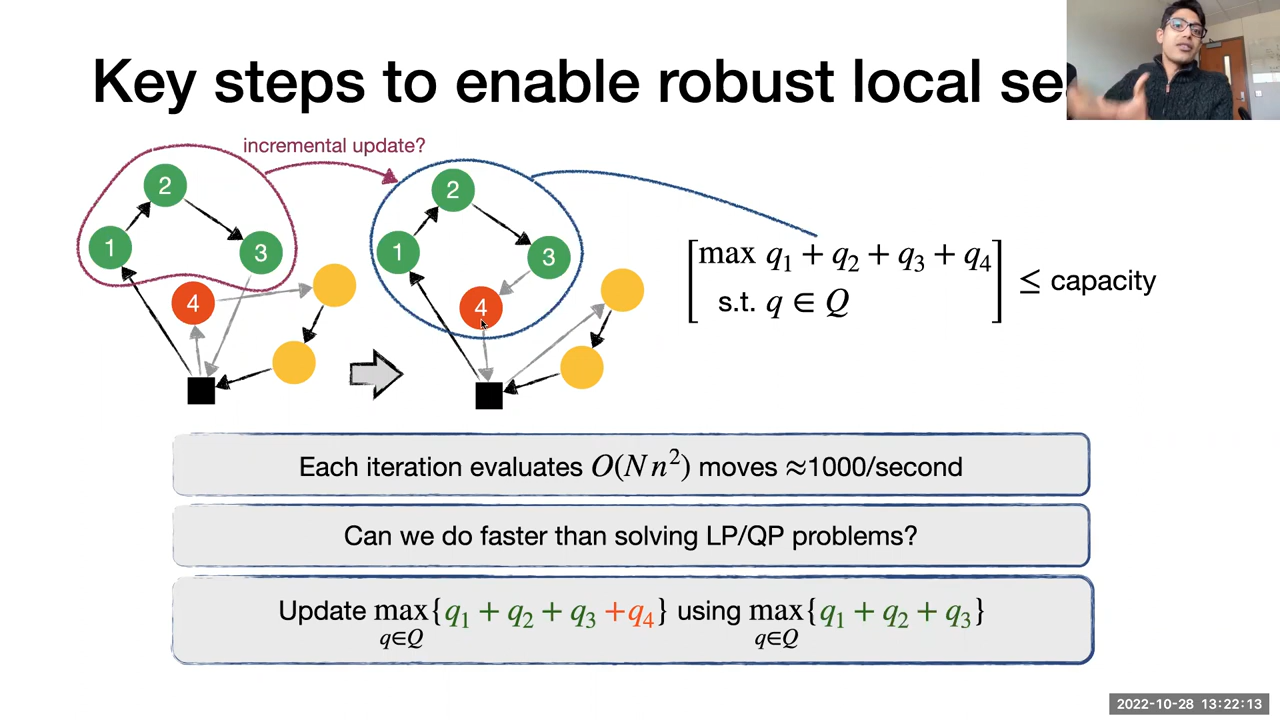 Key steps to enable robust local se
incremental update?
2
1
3
4
2
1
3
4
max q₁ + q₂ + q₃ + q₄
s.t. q ∈ Q
≤ capacity
Each iteration evaluates O(N n²) moves ≈1000/second
Can we do faster than solving LP/QP problems?
Update max{q₁ + q₂ + q₃ +q₄} using max{q₁ + q₂ + q₃}
q∈Q q∈Q
2022-10-28 13:22:13